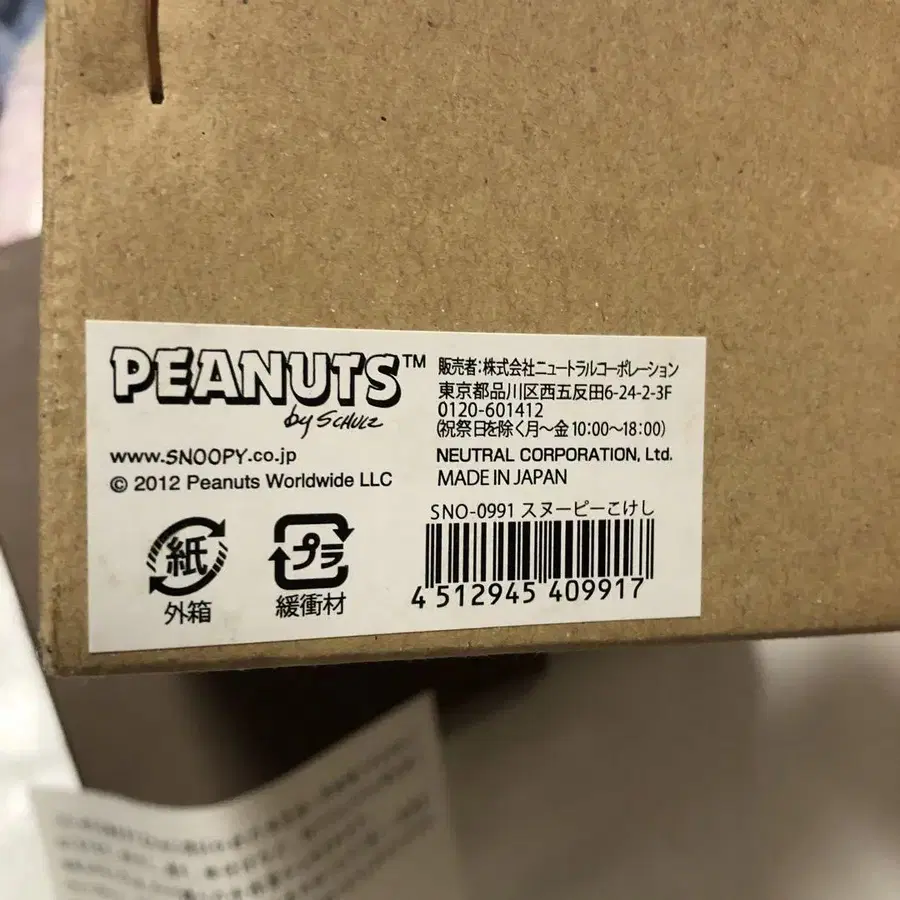 PEANUTS™
by SCHULZ
www.SNOOPY.co.jp
© 2012 Peanuts Worldwide LLC
紙
外箱
プラ
緩衝材
販売者:株式会社ニュートラルコーポレーション
東京都品川区西五反田6-24-2-3F
0120-601412
(祝祭日を除く月～金 10:00～18:00)
NEUTRAL CORPORATION, Ltd.
MADE IN JAPAN
SNO-0991 スヌーピーこけし
4 512945 409917